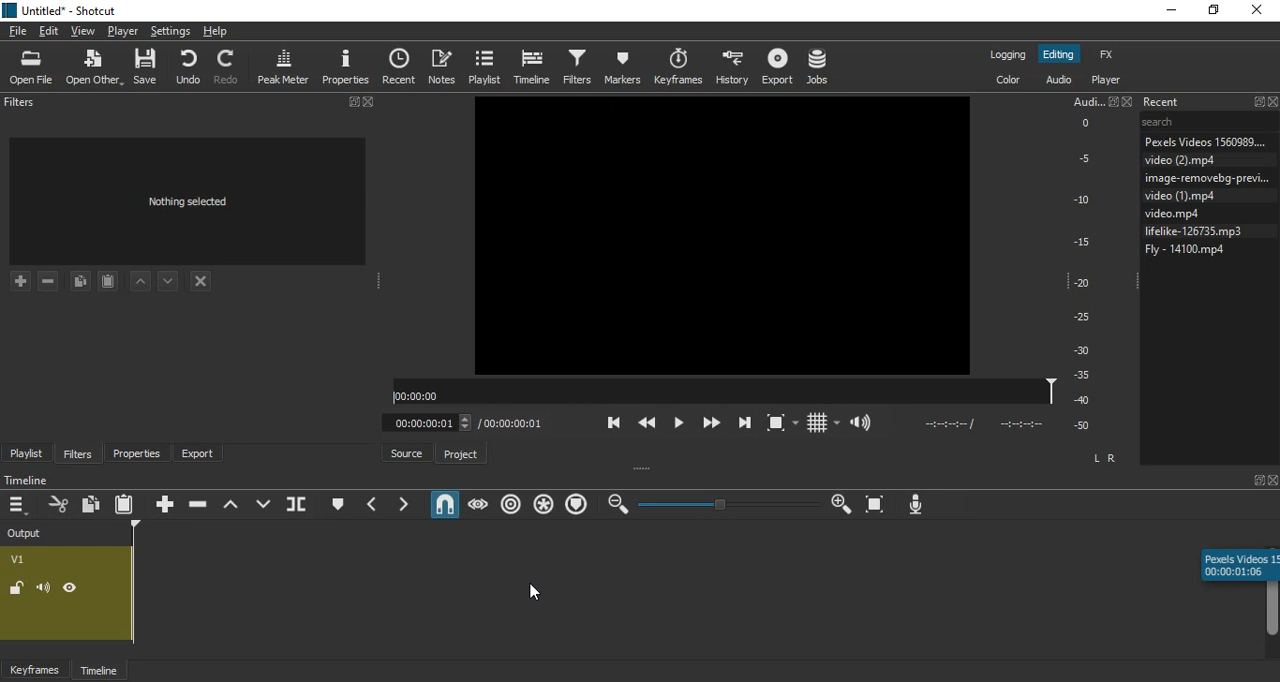 Untitled* - Shotcut
File Edit View Player Settings Help
Open File Open Other... Save Undo Redo Peak Meter Properties Recent Notes Playlist Timeline Filters Markers Keyframes History Export Jobs
Logging Editing FX
Color Audio Player
Filters
Nothing selected
Playlist Filters Properties Export
00:00:00
00:00:00:01 / 00:00:00:01
--:--:--:-- / --:--:--:--
Source Project
Audi...
0
-5
-10
-15
-20
-25
-30
-35
-40
-50
L R
Recent
search
Pexels Videos 1560989....
video (2).mp4
image-removebg-previ...
video (1).mp4
video.mp4
lifelike-126735.mp3
Fly - 14100.mp4
Timeline
Output
V1
Pexels Videos 15
00:00:01:06
Keyframes Timeline